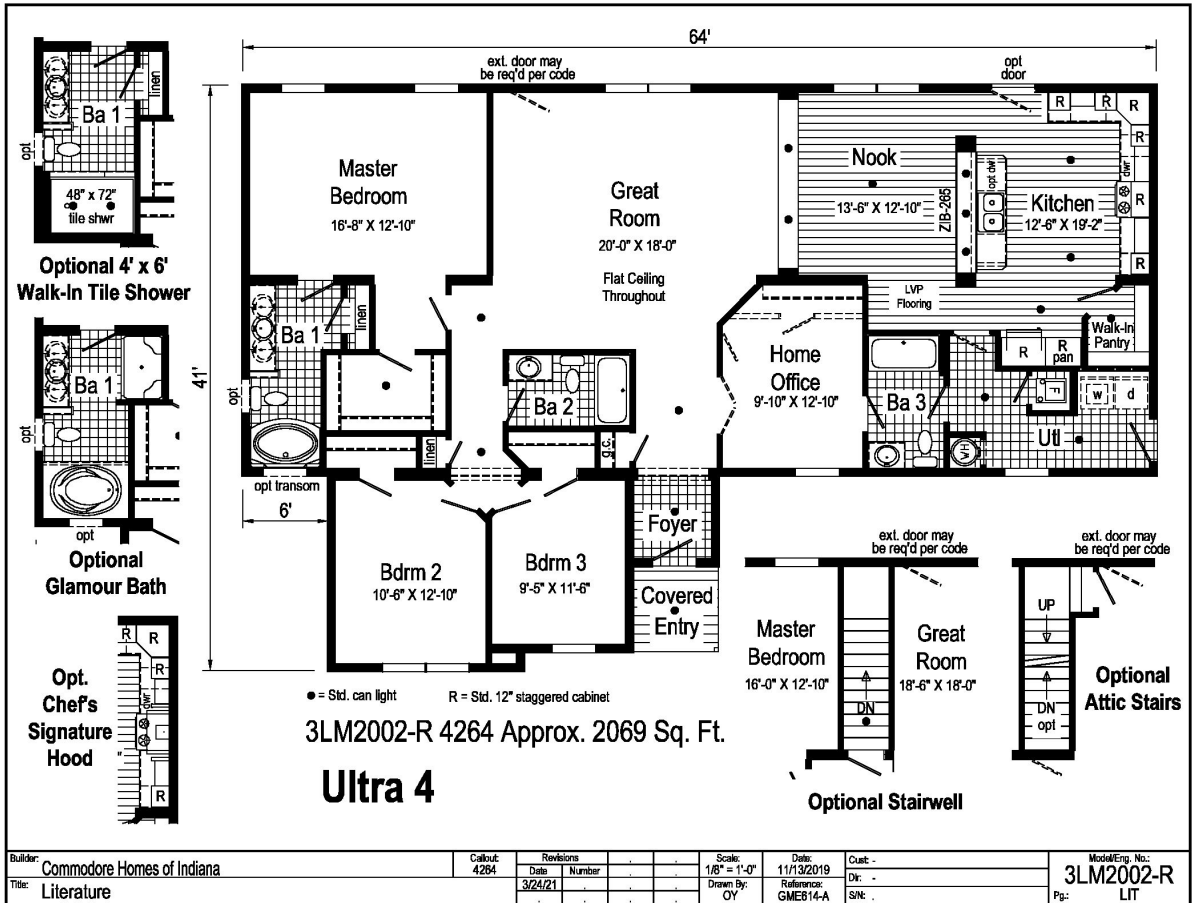 64'
ext. door may
be req'd per code
opt
door
41'
linen
Ba 1
opt
48" x 72"
tile shwr
Optional 4' x 6'
Walk-In Tile Shower
Ba 1
opt
opt
Optional
Glamour Bath
R
R
dwr
R
Opt.
Chef's
Signature
Hood
Master
Bedroom
16'-8" X 12'-10"
Great
Room
20'-0" X 18'-0"
Flat Ceiling
Throughout
Nook
13'-6" X 12'-10"
ZIB-265
opt dw
Kitchen
12'-6" X 19'-2"
R
R
R
R
dwr
R
R
LVP
Flooring
Walk-In
Pantry
R
R
pan
Ba 1
linen
opt
opt transom
6'
Ba 2
linen
g.c.
Home
Office
9'-10" X 12'-10"
Ba 3
F
w
d
Utl
WH
Foyer
Covered
Entry
Bdrm 2
10'-6" X 12'-10"
Bdrm 3
9'-5" X 11'-6"
ext. door may
be req'd per code
Master
Bedroom
16'-0" X 12'-10"
DN
Great
Room
18'-6" X 18'-0"
Optional Stairwell
ext. door may
be req'd per code
UP
DN
opt
Optional
Attic Stairs
● = Std. can light R = Std. 12" staggered cabinet
3LM2002-R 4264 Approx. 2069 Sq. Ft.
Ultra 4
Builder: Commodore Homes of Indiana
Title: Literature
Callout:
4264
Revisions
Date Number
3/24/21
Scale:
1/8" = 1'-0"
Drawn By:
OY
Date:
11/13/2019
Reference:
GME614-A
Cust: -
Dir: -
S/N: .
Model/Eng. No.:
3LM2002-R
Pg.: LIT